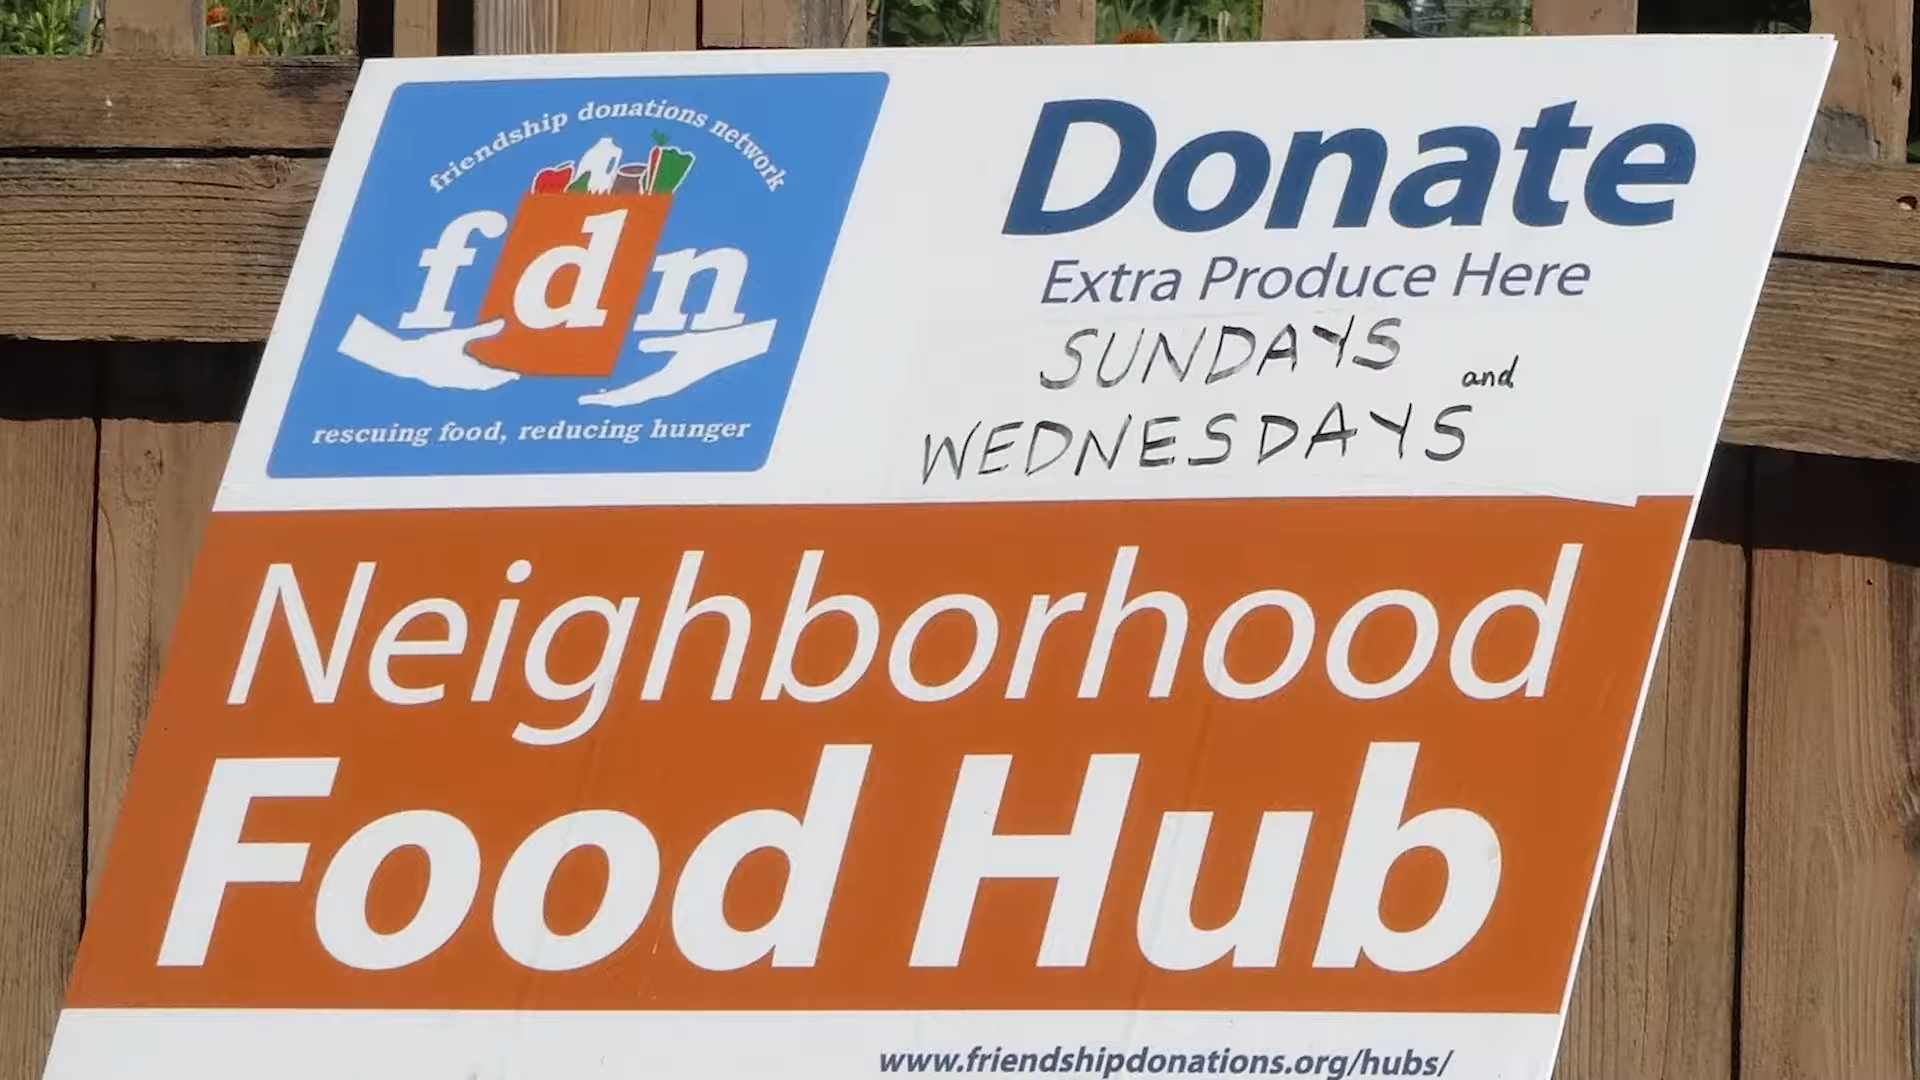 friendship donations network
fdn
rescuing food, reducing hunger
Donate
Extra Produce Here
SUNDAYS and
WEDNESDAYS
Neighborhood
Food Hub
www.friendshipdonations.org/hubs/